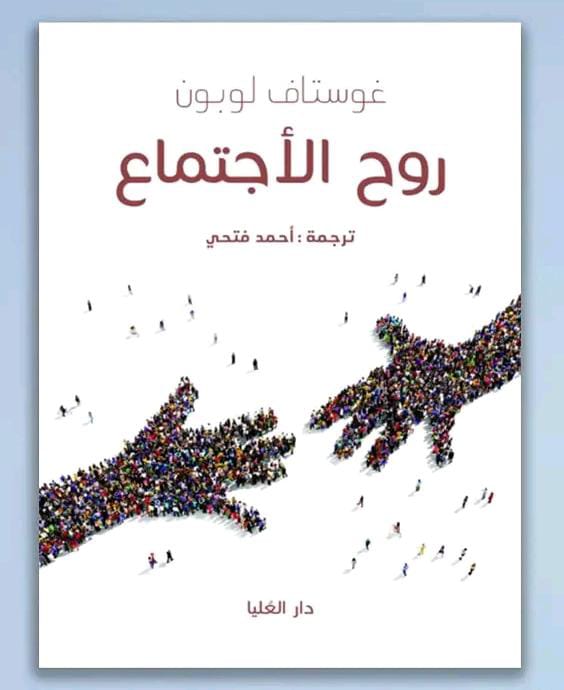 غوستاف لوبون
روح الأجتماع
ترجمة : أحمد فتحي
دار العُليا